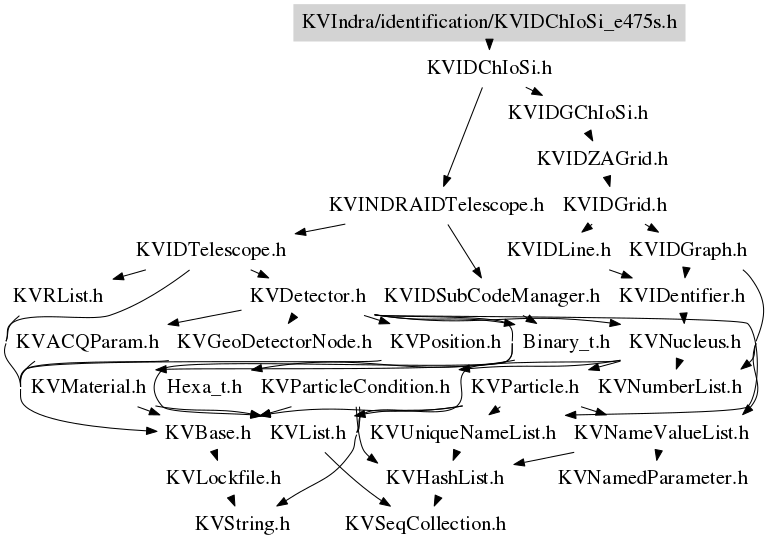 KVIndra/identification/KVIDChIoSi_e475s.h
KVIDChIoSi.h
KVIDGChIoSi.h
KVIDZAGrid.h
KVINDRAIDTelescope.h KVIDGrid.h
KVIDTelescope.h KVIDLine.h KVIDGraph.h
KVRList.h KVDetector.h KVIDSubCodeManager.h KVIDentifier.h
KVACQParam.h KVGeoDetectorNode.h KVPosition.h Binary_t.h KVNucleus.h
KVMaterial.h Hexa_t.h KVParticleCondition.h KVParticle.h KVNumberList.h
KVBase.h KVList.h KVUniqueNameList.h KVNameValueList.h
KVLockfile.h KVHashList.h KVNamedParameter.h
KVString.h KVSeqCollection.h